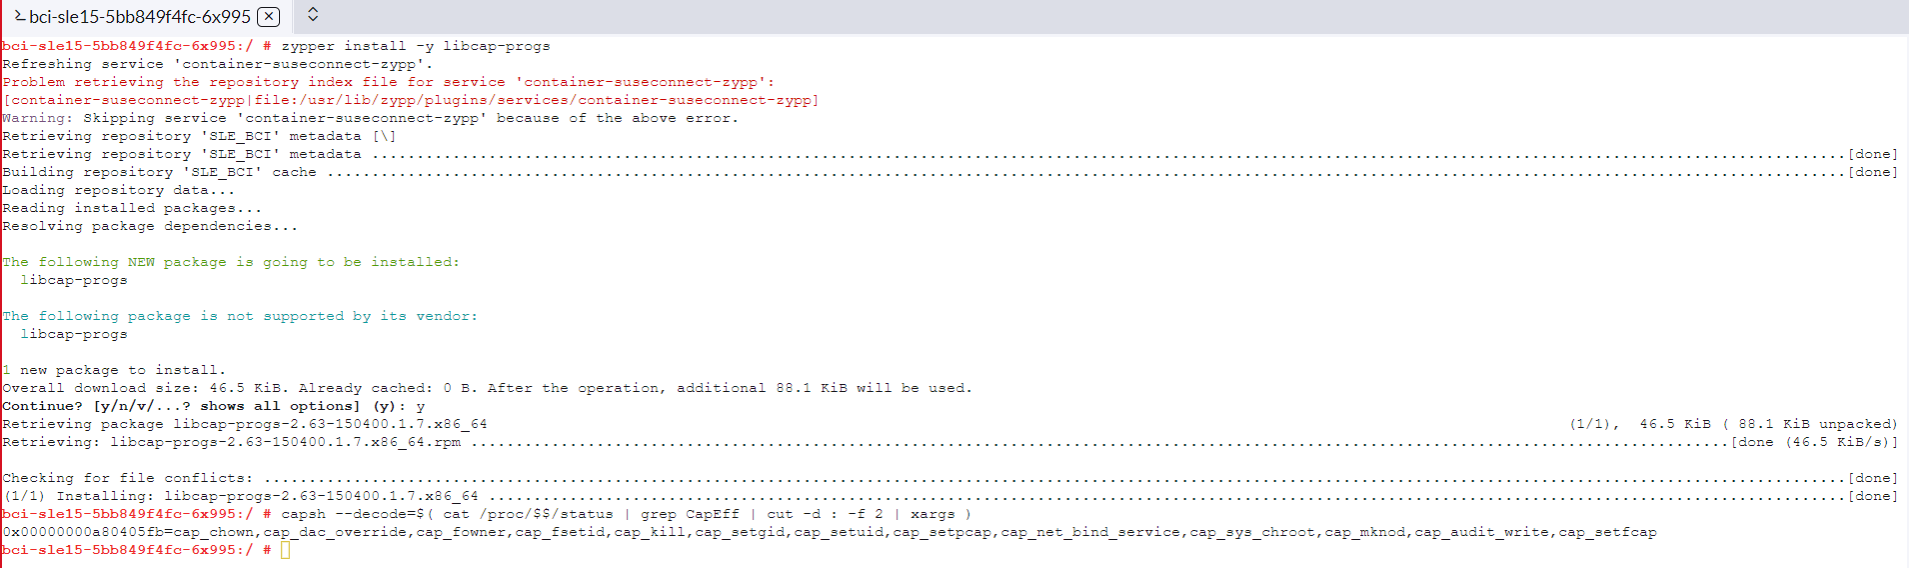 bci-sle15-5bb849f4fc-6x995
bci-sle15-5bb849f4fc-6x995:/ # zypper install -y libcap-progs
Refreshing service 'container-suseconnect-zypp'.
Problem retrieving the repository index file for service 'container-suseconnect-zypp':
[container-suseconnect-zypp|file:/usr/lib/zypp/plugins/services/container-suseconnect-zypp]
Warning: Skipping service 'container-suseconnect-zypp' because of the above error.
Retrieving repository 'SLE_BCI' metadata [\]
Retrieving repository 'SLE_BCI' metadata ....................................................................................................................................................................[done]
Building repository 'SLE_BCI' cache .........................................................................................................................................................................[done]
Loading repository data...
Reading installed packages...
Resolving package dependencies...
The following NEW package is going to be installed:
libcap-progs
The following package is not supported by its vendor:
libcap-progs
1 new package to install.
Overall download size: 46.5 KiB. Already cached: 0 B. After the operation, additional 88.1 KiB will be used.
Continue? [y/n/v/...? shows all options] (y): y
Retrieving package libcap-progs-2.63-150400.1.7.x86_64 (1/1),  46.5 KiB ( 88.1 KiB unpacked)
Retrieving: libcap-progs-2.63-150400.1.7.x86_64.rpm ............................................................................................................................................[done (46.5 KiB/s)]
Checking for file conflicts: ................................................................................................................................................................................[done]
(1/1) Installing: libcap-progs-2.63-150400.1.7.x86_64 .......................................................................................................................................................[done]
bci-sle15-5bb849f4fc-6x995:/ # capsh --decode=$( cat /proc/$$/status | grep CapEff | cut -d : -f 2 | xargs )
0x00000000a80405fb=cap_chown,cap_dac_override,cap_fowner,cap_fsetid,cap_kill,cap_setgid,cap_setuid,cap_setpcap,cap_net_bind_service,cap_sys_chroot,cap_mknod,cap_audit_write,cap_setfcap
bci-sle15-5bb849f4fc-6x995:/ #